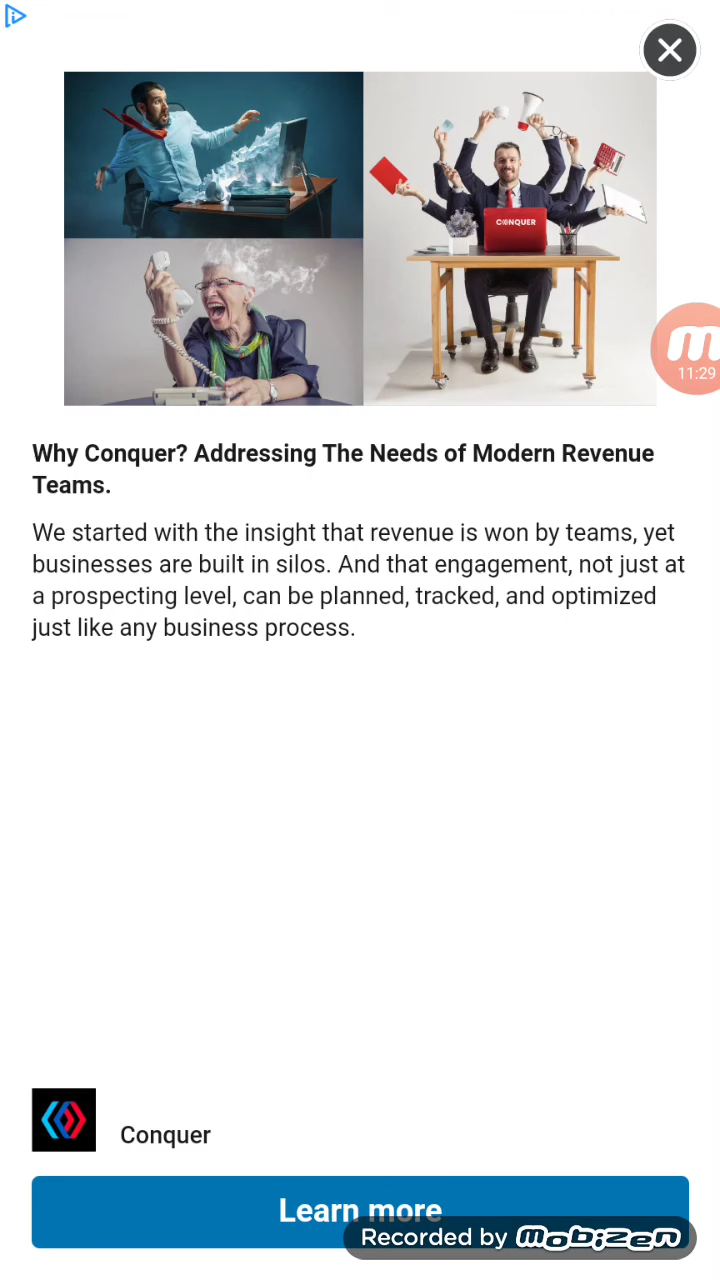 CONQUER
11:29
Why Conquer? Addressing The Needs of Modern Revenue
Teams.
We started with the insight that revenue is won by teams, yet
businesses are built in silos. And that engagement, not just at
a prospecting level, can be planned, tracked, and optimized
just like any business process.
Conquer
Learn more
Recorded by mobizen